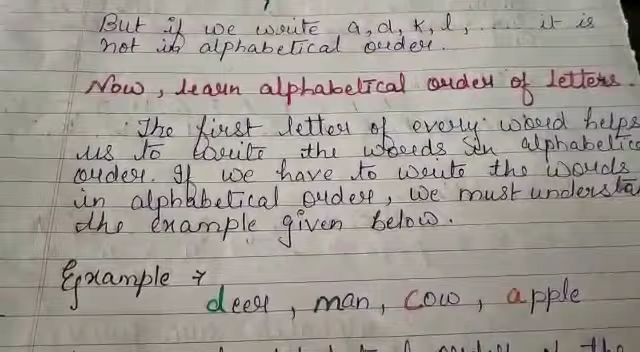 But if we write a, d, k, l, ..... it is
not in alphabetical order.
Now, learn alphabetical order of letters.
The first letter of every word helps
us to write the words in alphabetic
order. If we have to write the words
in alphabetical order, we must understa
the example given below.
Example →
deer, man, cow, apple